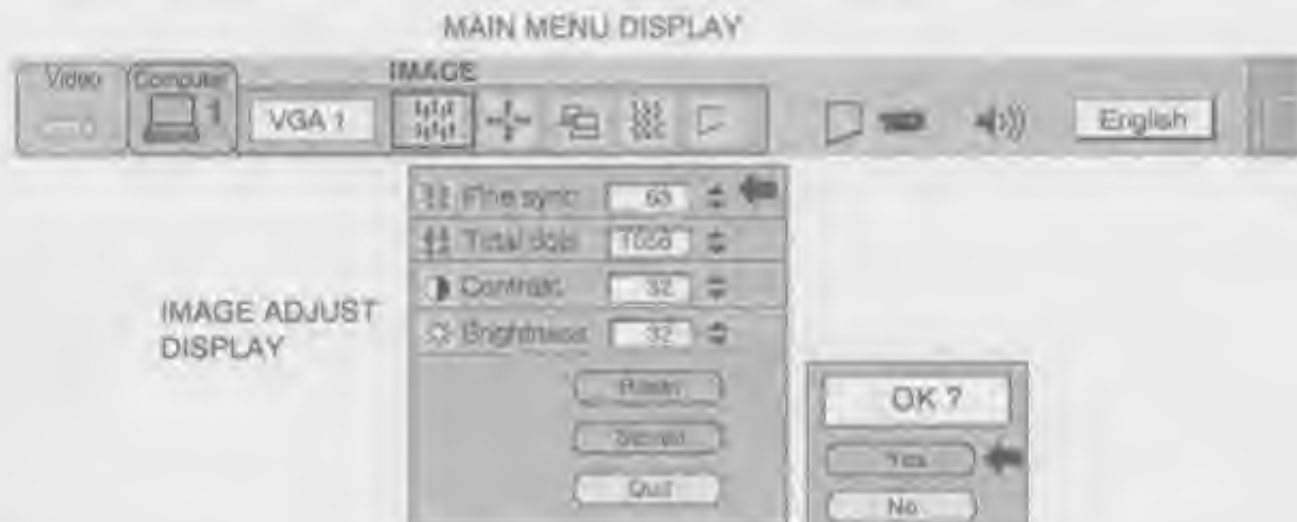 MAIN MENU DISPLAY
Video
Computer
IMAGE
1
VGA 1
English
Fine sync
Total dots
Contrast
32
Brightness
32
IMAGE ADJUST
DISPLAY
Quit
OK ?
Yes
No